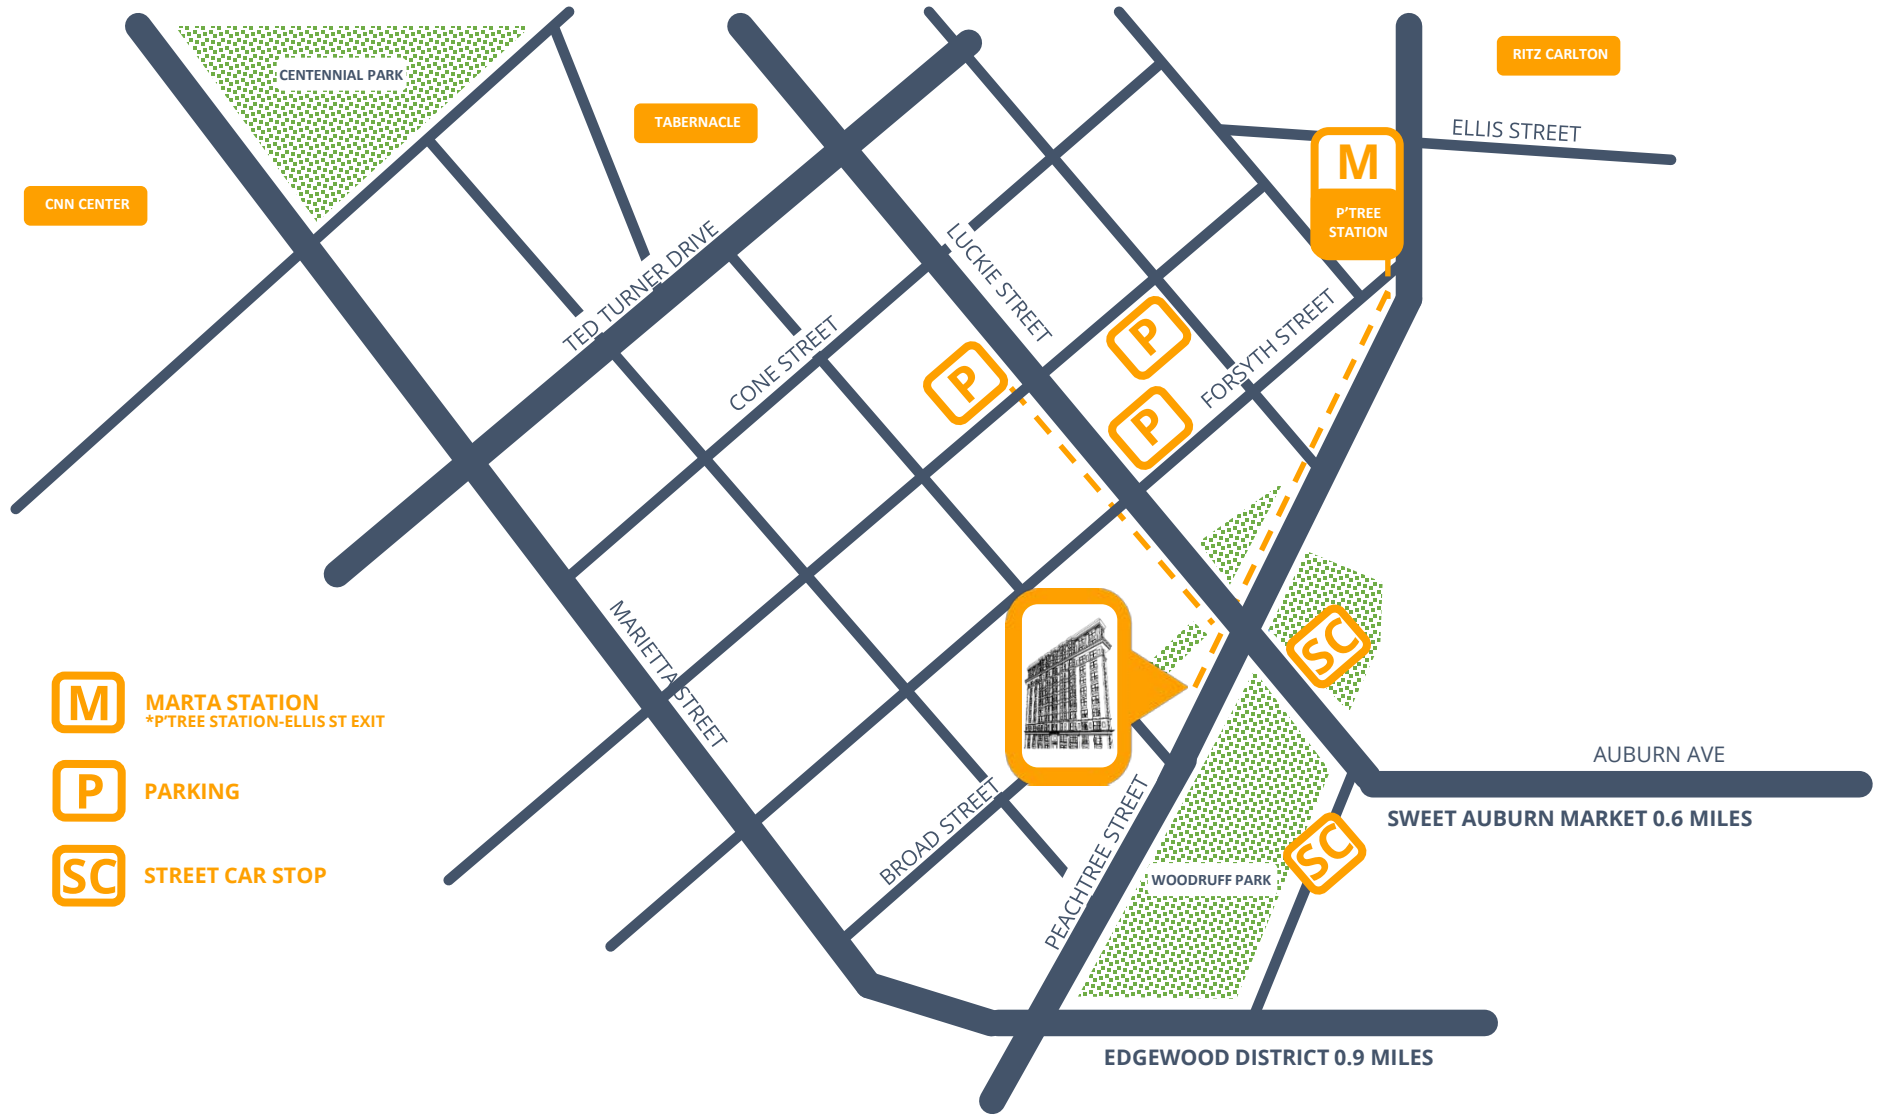 CENTENNIAL PARK
RITZ CARLTON
TABERNACLE
ELLIS STREET
M
P'TREE
STATION
CNN CENTER
TED TURNER DRIVE
LUCKIE STREET
CONE STREET
FORSYTH STREET
P
P
P
MARIETTA STREET
SC
M
MARTA STATION
*P'TREE STATION-ELLIS ST EXIT
P
PARKING
SC
STREET CAR STOP
BROAD STREET
PEACHTREE STREET
AUBURN AVE
SWEET AUBURN MARKET 0.6 MILES
SC
WOODRUFF PARK
EDGEWOOD DISTRICT 0.9 MILES